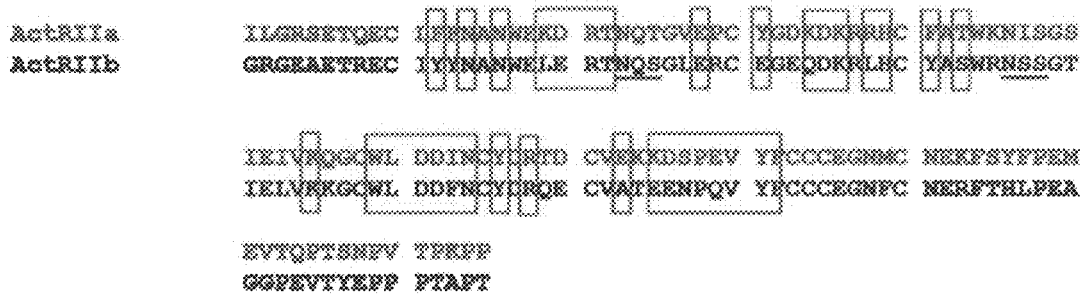 ActRIIa ILGRSETQEC LFFNANWEKD RTNQTGVEPC YGDKDKRRHC FATWKNISGS
ActRIIb GRGEAETREC IYYNANWELE RTNQSGLERC EGEQDKRLHC YASWRNSSGT
IEIVKQGCWL DDINCYDRTD CVEKKDSPEV YFCCCEGNMC NEKFSYFPEM
IELVKKGCWL DDFNCYDRQE CVATEENPQV YFCCCEGNFC NERFTHLPEA
EVTQPTSNPV TPKPP
GGPEVTYEPP PTAPT